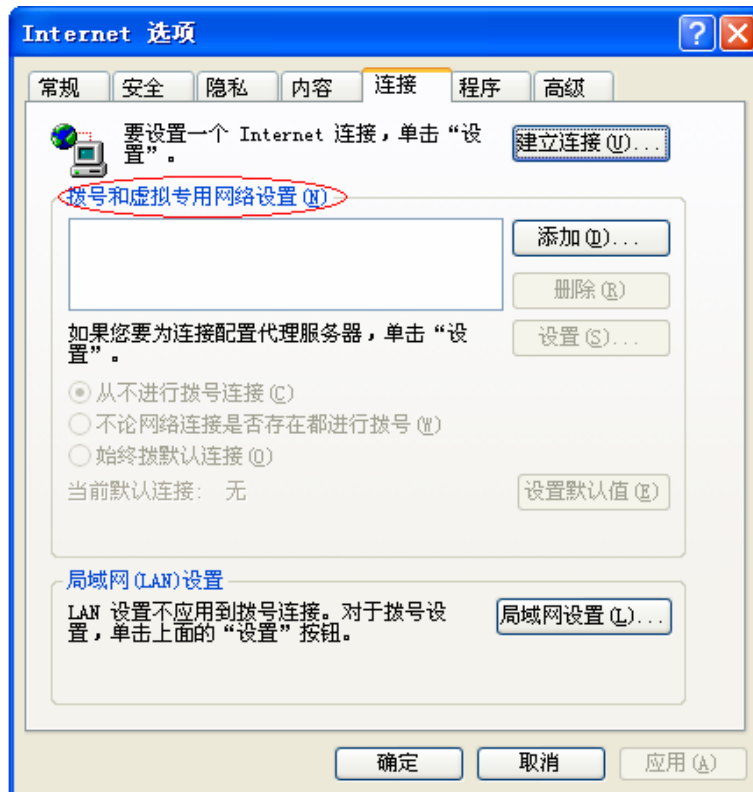 Internet 选项
常规 安全 隐私 内容 连接 程序 高级
要设置一个 Internet 连接，单击“设
置”。
建立连接(U)...
拨号和虚拟专用网络设置(N)
添加(D)...
删除(R)
如果您要为连接配置代理服务器，单击“设
置”。
设置(S)...
从不进行拨号连接(C)
不论网络连接是否存在都进行拨号(W)
始终拨默认连接(O)
当前默认连接： 无
设置默认值(E)
局域网(LAN)设置
LAN 设置不应用到拨号连接。对于拨号设
置，单击上面的“设置”按钮。
局域网设置(L)...
确定 取消 应用(A)